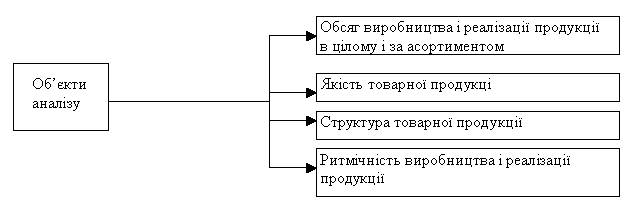 Об’єкти
аналізу
Обсяг виробництва і реалізації продукції
в цілому і за асортиментом
Якість товарної продукці
Структура товарної продукції
Ритмічність виробництва і реалізації
продукції